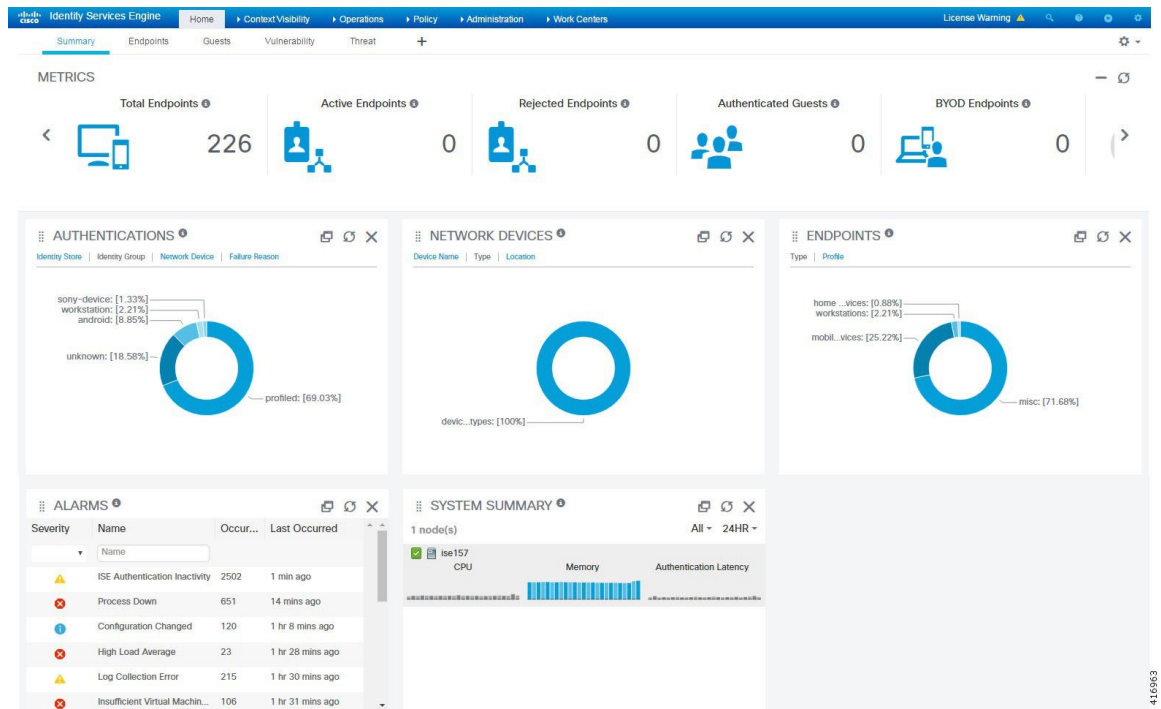 cisco Identity Services Engine Home Context Visibility Operations Policy Administration Work Centers License Warning
Summary Endpoints Guests Vulnerability Threat +
METRICS
Total Endpoints Active Endpoints Rejected Endpoints Authenticated Guests BYOD Endpoints
226 0 0 0 0
AUTHENTICATIONS
Identity Store | Identity Group | Network Device | Failure Reason
sony-device: [1.33%]
workstation: [2.21%]
android: [8.85%]
unknown: [18.58%]
profiled: [69.03%]
NETWORK DEVICES
Device Name | Type | Location
devic...types: [100%]
ENDPOINTS
Type | Profile
home ...vices: [0.88%]
workstations: [2.21%]
mobil...vices: [25.22%]
misc: [71.68%]
ALARMS
Severity Name Occur... Last Occurred
Name
ISE Authentication Inactivity 2502 1 min ago
Process Down 651 14 mins ago
Configuration Changed 120 1 hr 8 mins ago
High Load Average 23 1 hr 28 mins ago
Log Collection Error 215 1 hr 30 mins ago
Insufficient Virtual Machin... 106 1 hr 31 mins ago
SYSTEM SUMMARY
1 node(s) All 24HR
ise157
CPU Memory Authentication Latency
416963